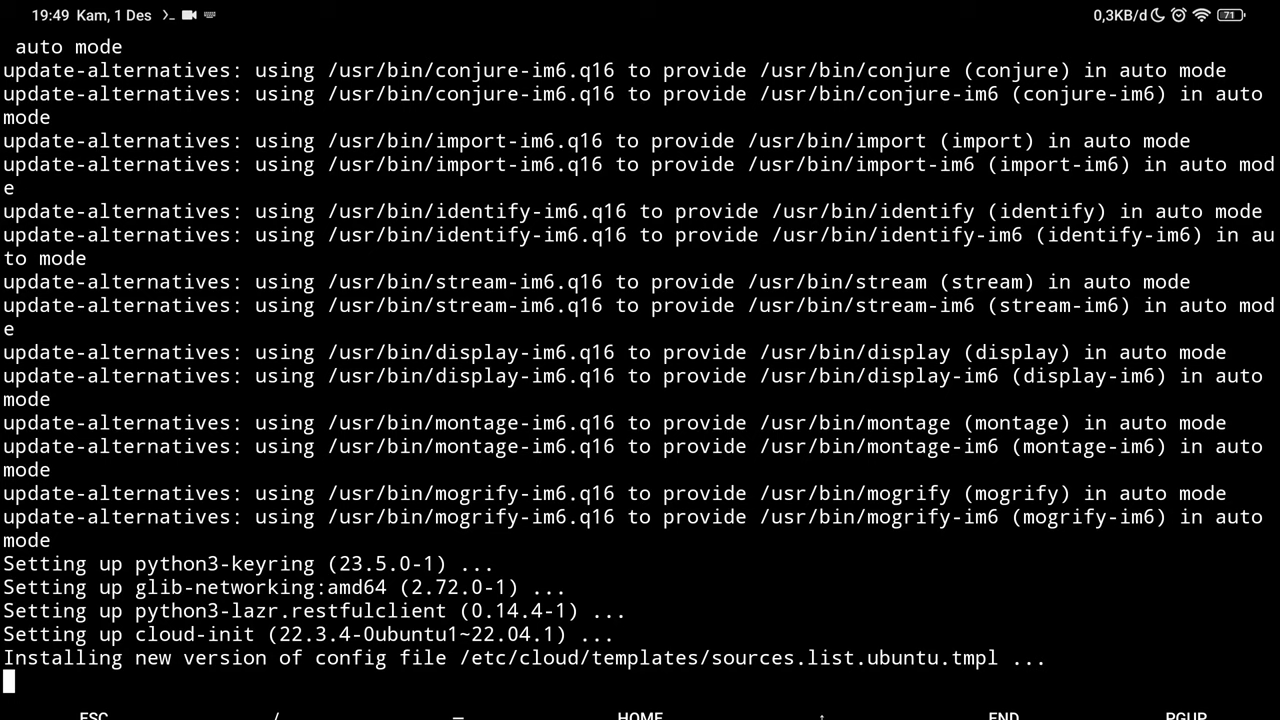 19:49 Kam, 1 Des 0,3KB/d 71
auto mode
update-alternatives: using /usr/bin/conjure-im6.q16 to provide /usr/bin/conjure (conjure) in auto mode
update-alternatives: using /usr/bin/conjure-im6.q16 to provide /usr/bin/conjure-im6 (conjure-im6) in auto
mode
update-alternatives: using /usr/bin/import-im6.q16 to provide /usr/bin/import (import) in auto mode
update-alternatives: using /usr/bin/import-im6.q16 to provide /usr/bin/import-im6 (import-im6) in auto mod
e
update-alternatives: using /usr/bin/identify-im6.q16 to provide /usr/bin/identify (identify) in auto mode
update-alternatives: using /usr/bin/identify-im6.q16 to provide /usr/bin/identify-im6 (identify-im6) in au
to mode
update-alternatives: using /usr/bin/stream-im6.q16 to provide /usr/bin/stream (stream) in auto mode
update-alternatives: using /usr/bin/stream-im6.q16 to provide /usr/bin/stream-im6 (stream-im6) in auto mod
e
update-alternatives: using /usr/bin/display-im6.q16 to provide /usr/bin/display (display) in auto mode
update-alternatives: using /usr/bin/display-im6.q16 to provide /usr/bin/display-im6 (display-im6) in auto
mode
update-alternatives: using /usr/bin/montage-im6.q16 to provide /usr/bin/montage (montage) in auto mode
update-alternatives: using /usr/bin/montage-im6.q16 to provide /usr/bin/montage-im6 (montage-im6) in auto
mode
update-alternatives: using /usr/bin/mogrify-im6.q16 to provide /usr/bin/mogrify (mogrify) in auto mode
update-alternatives: using /usr/bin/mogrify-im6.q16 to provide /usr/bin/mogrify-im6 (mogrify-im6) in auto
mode
Setting up python3-keyring (23.5.0-1) ...
Setting up glib-networking:amd64 (2.72.0-1) ...
Setting up python3-lazr.restfulclient (0.14.4-1) ...
Setting up cloud-init (22.3.4-0ubuntu1~22.04.1) ...
Installing new version of config file /etc/cloud/templates/sources.list.ubuntu.tmpl ...
ESC / — HOME ↑ END PGUP